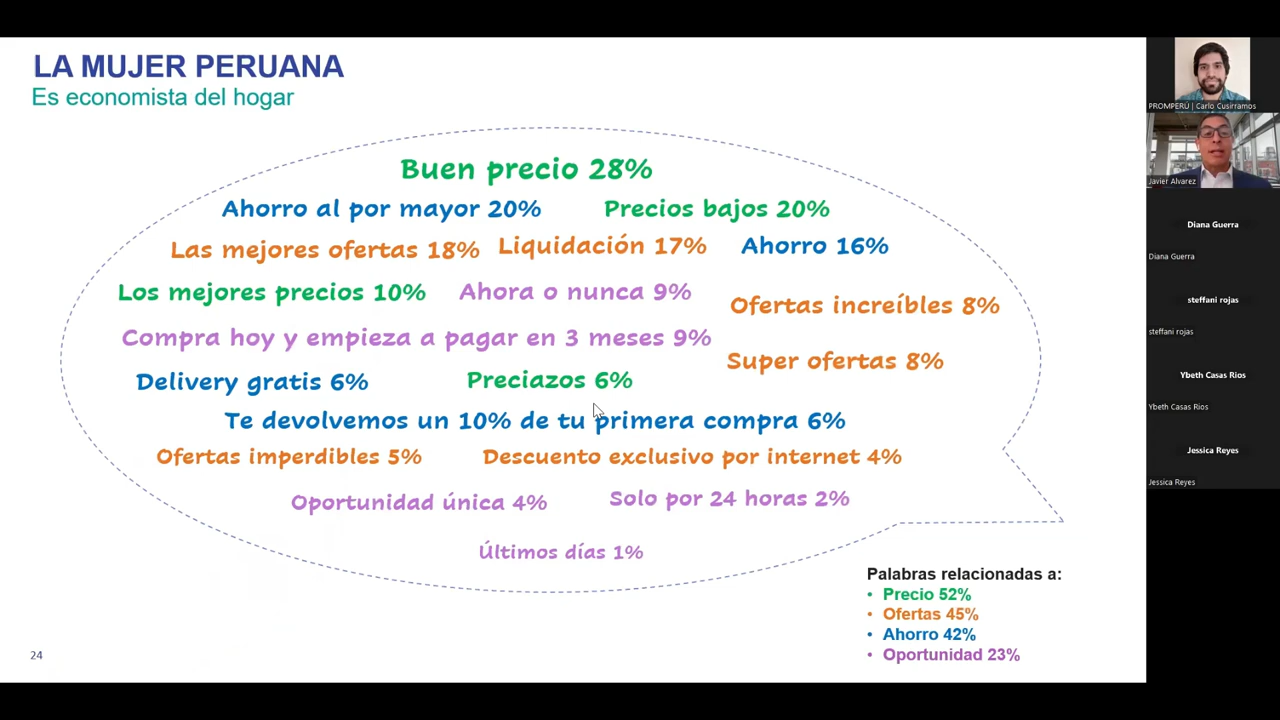 LA MUJER PERUANA
Es economista del hogar
Buen precio 28%
Ahorro al por mayor 20%
Precios bajos 20%
Las mejores ofertas 18%
Liquidación 17%
Ahorro 16%
Los mejores precios 10%
Ahora o nunca 9%
Ofertas increíbles 8%
Compra hoy y empieza a pagar en 3 meses 9%
Super ofertas 8%
Delivery gratis 6%
Preciazos 6%
Te devolvemos un 10% de tu primera compra 6%
Ofertas imperdibles 5%
Descuento exclusivo por internet 4%
Oportunidad única 4%
Solo por 24 horas 2%
Últimos días 1%
Palabras relacionadas a:
• Precio 52%
• Ofertas 45%
• Ahorro 42%
• Oportunidad 23%
24
PROMPERÚ | Carlo Cusirramos
Javier Alvarez
Diana Guerra
Diana Guerra
steffani rojas
steffani rojas
Ybeth Casas Rios
Ybeth Casas Rios
Jessica Reyes
Jessica Reyes